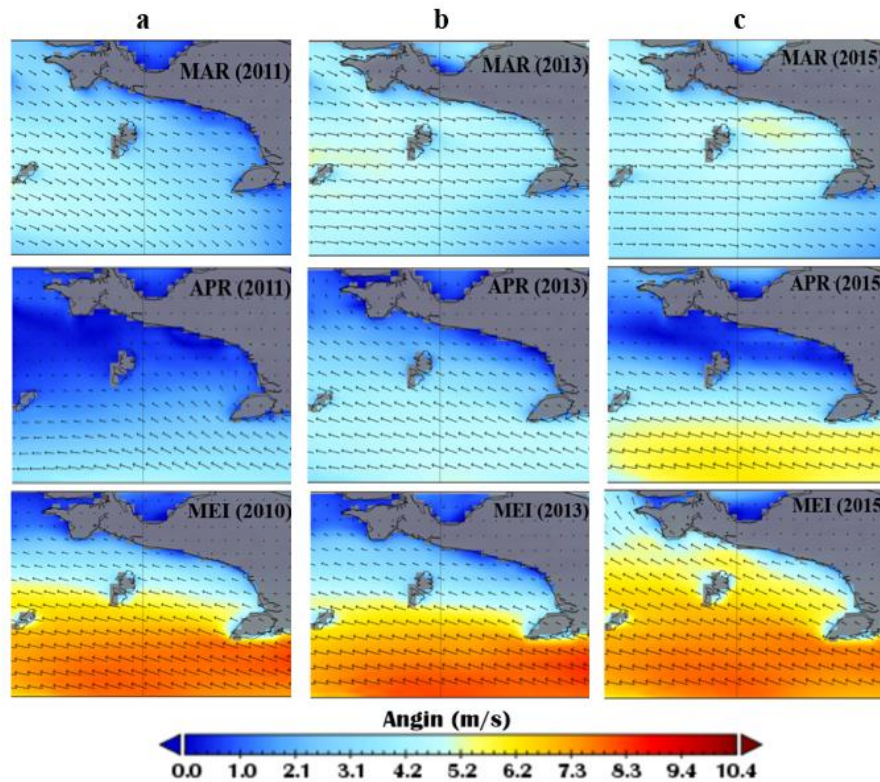 a b c
MAR (2011) MAR (2013) MAR (2015)
APR (2011) APR (2013) APR (2015)
MEI (2010) MEI (2013) MEI (2015)
Angin (m/s)
0.0 1.0 2.1 3.1 4.2 5.2 6.2 7.3 8.3 9.4 10.4